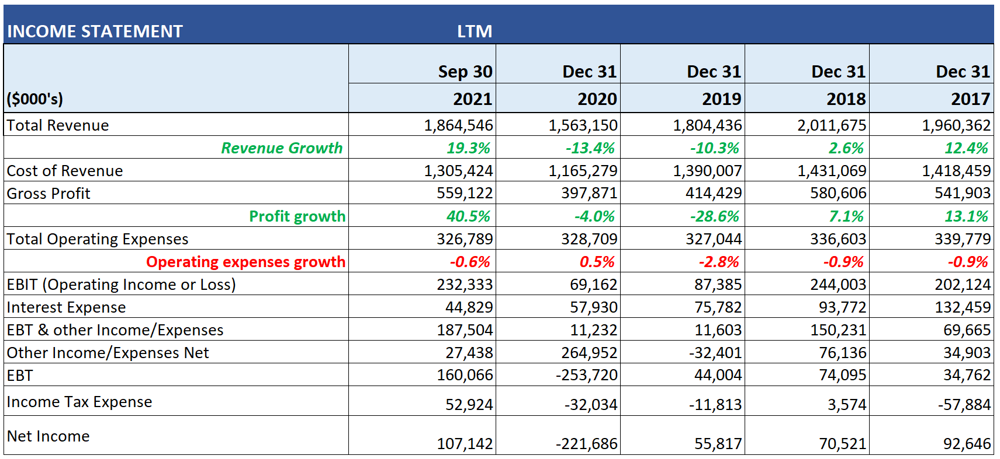 INCOME STATEMENT LTM
Sep 30 Dec 31 Dec 31 Dec 31 Dec 31
($000's) 2021 2020 2019 2018 2017
Total Revenue 1,864,546 1,563,150 1,804,436 2,011,675 1,960,362
Revenue Growth 19.3% -13.4% -10.3% 2.6% 12.4%
Cost of Revenue 1,305,424 1,165,279 1,390,007 1,431,069 1,418,459
Gross Profit 559,122 397,871 414,429 580,606 541,903
Profit growth 40.5% -4.0% -28.6% 7.1% 13.1%
Total Operating Expenses 326,789 328,709 327,044 336,603 339,779
Operating expenses growth -0.6% 0.5% -2.8% -0.9% -0.9%
EBIT (Operating Income or Loss) 232,333 69,162 87,385 244,003 202,124
Interest Expense 44,829 57,930 75,782 93,772 132,459
EBT & other Income/Expenses 187,504 11,232 11,603 150,231 69,665
Other Income/Expenses Net 27,438 264,952 -32,401 76,136 34,903
EBT 160,066 -253,720 44,004 74,095 34,762
Income Tax Expense 52,924 -32,034 -11,813 3,574 -57,884
Net Income 107,142 -221,686 55,817 70,521 92,646